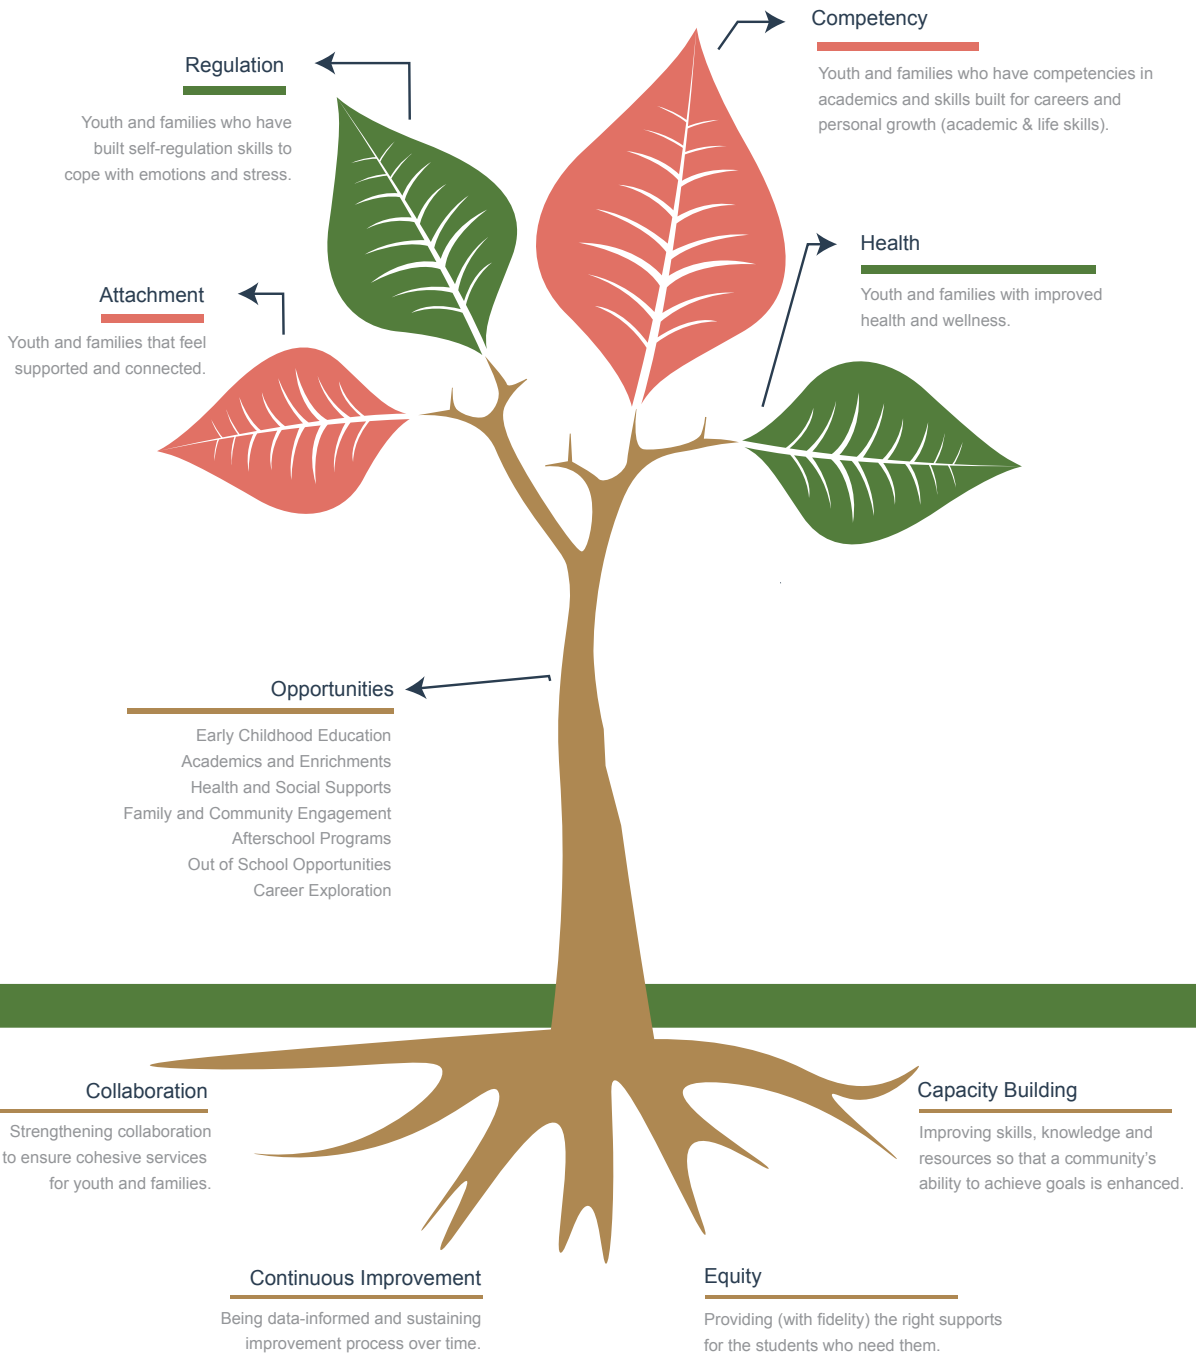 Competency
Youth and families who have competencies in
academics and skills built for careers and
personal growth (academic & life skills).
Regulation
Youth and families who have
built self-regulation skills to
cope with emotions and stress.
Health
Youth and families with improved
health and wellness.
Attachment
Youth and families that feel
supported and connected.
Opportunities
Early Childhood Education
Academics and Enrichments
Health and Social Supports
Family and Community Engagement
Afterschool Programs
Out of School Opportunities
Career Exploration
Collaboration
Strengthening collaboration
to ensure cohesive services
for youth and families.
Capacity Building
Improving skills, knowledge and
resources so that a community’s
ability to achieve goals is enhanced.
Continuous Improvement
Being data-informed and sustaining
improvement process over time.
Equity
Providing (with fidelity) the right supports
for the students who need them.